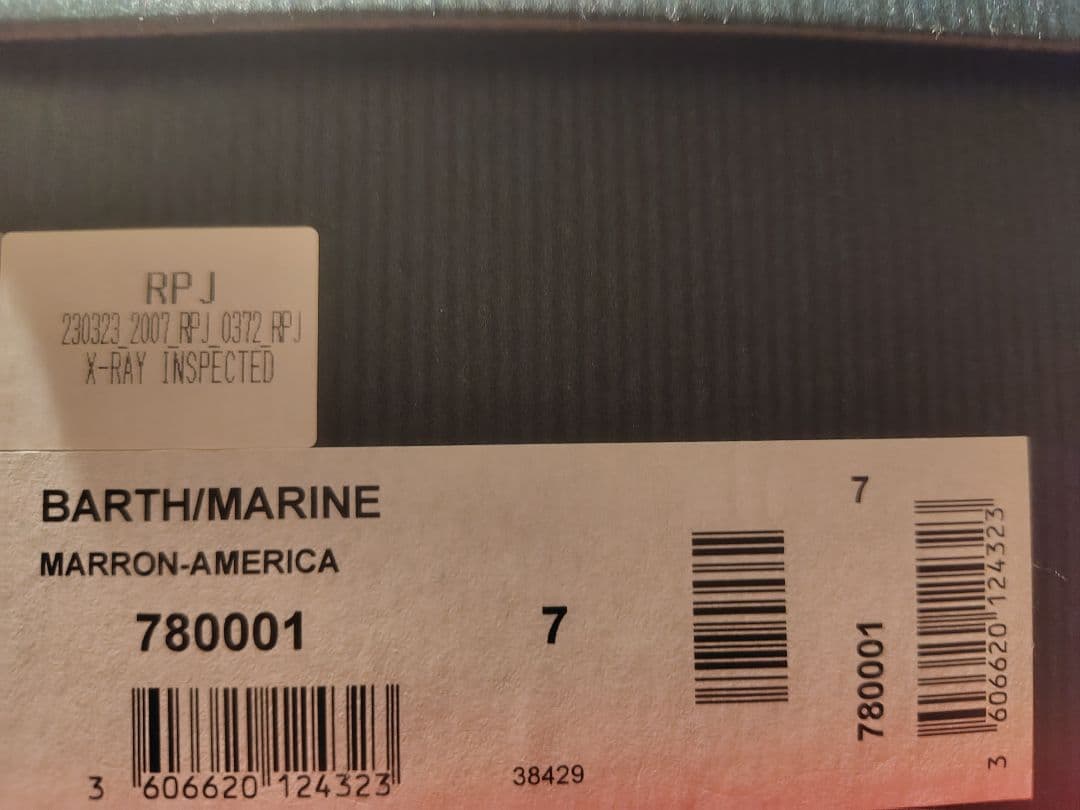 RPJ
230323_2007_RPJ_0372_RPJ
X-RAY INSPECTED
BARTH/MARINE
MARRON-AMERICA
780001
7
3 606620 124323
38429
7
780001
3 606620 124323